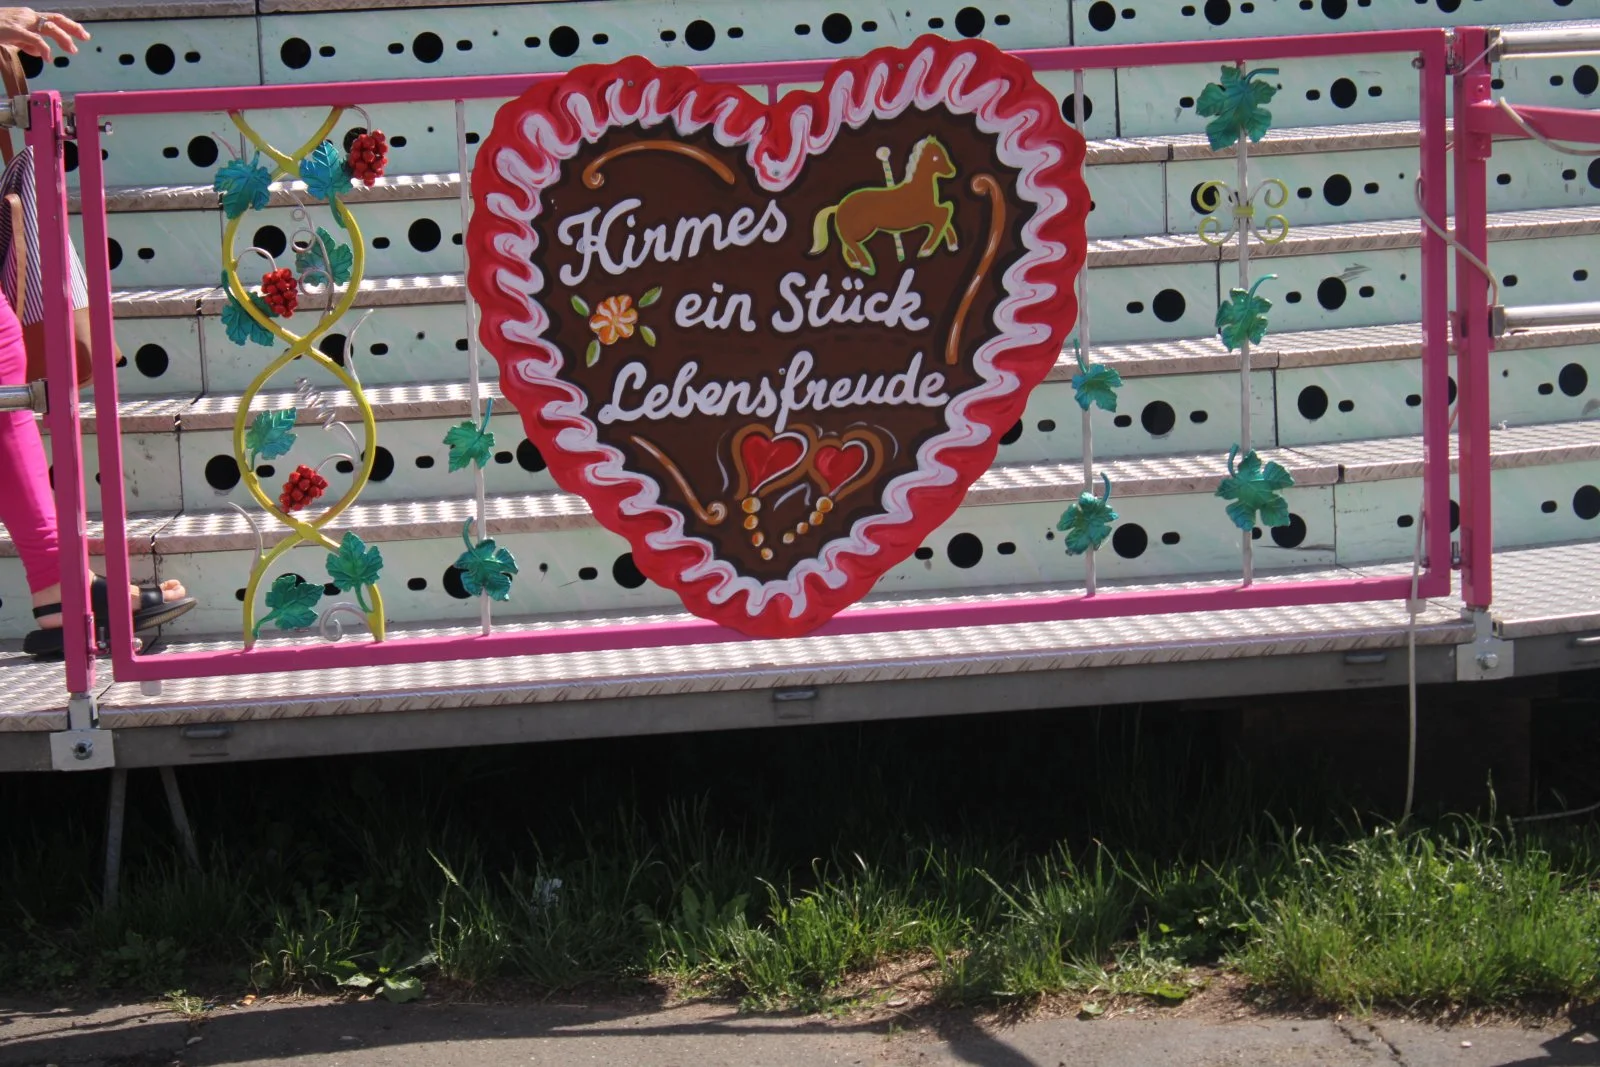 Kirmes
ein Stück
Lebensfreude